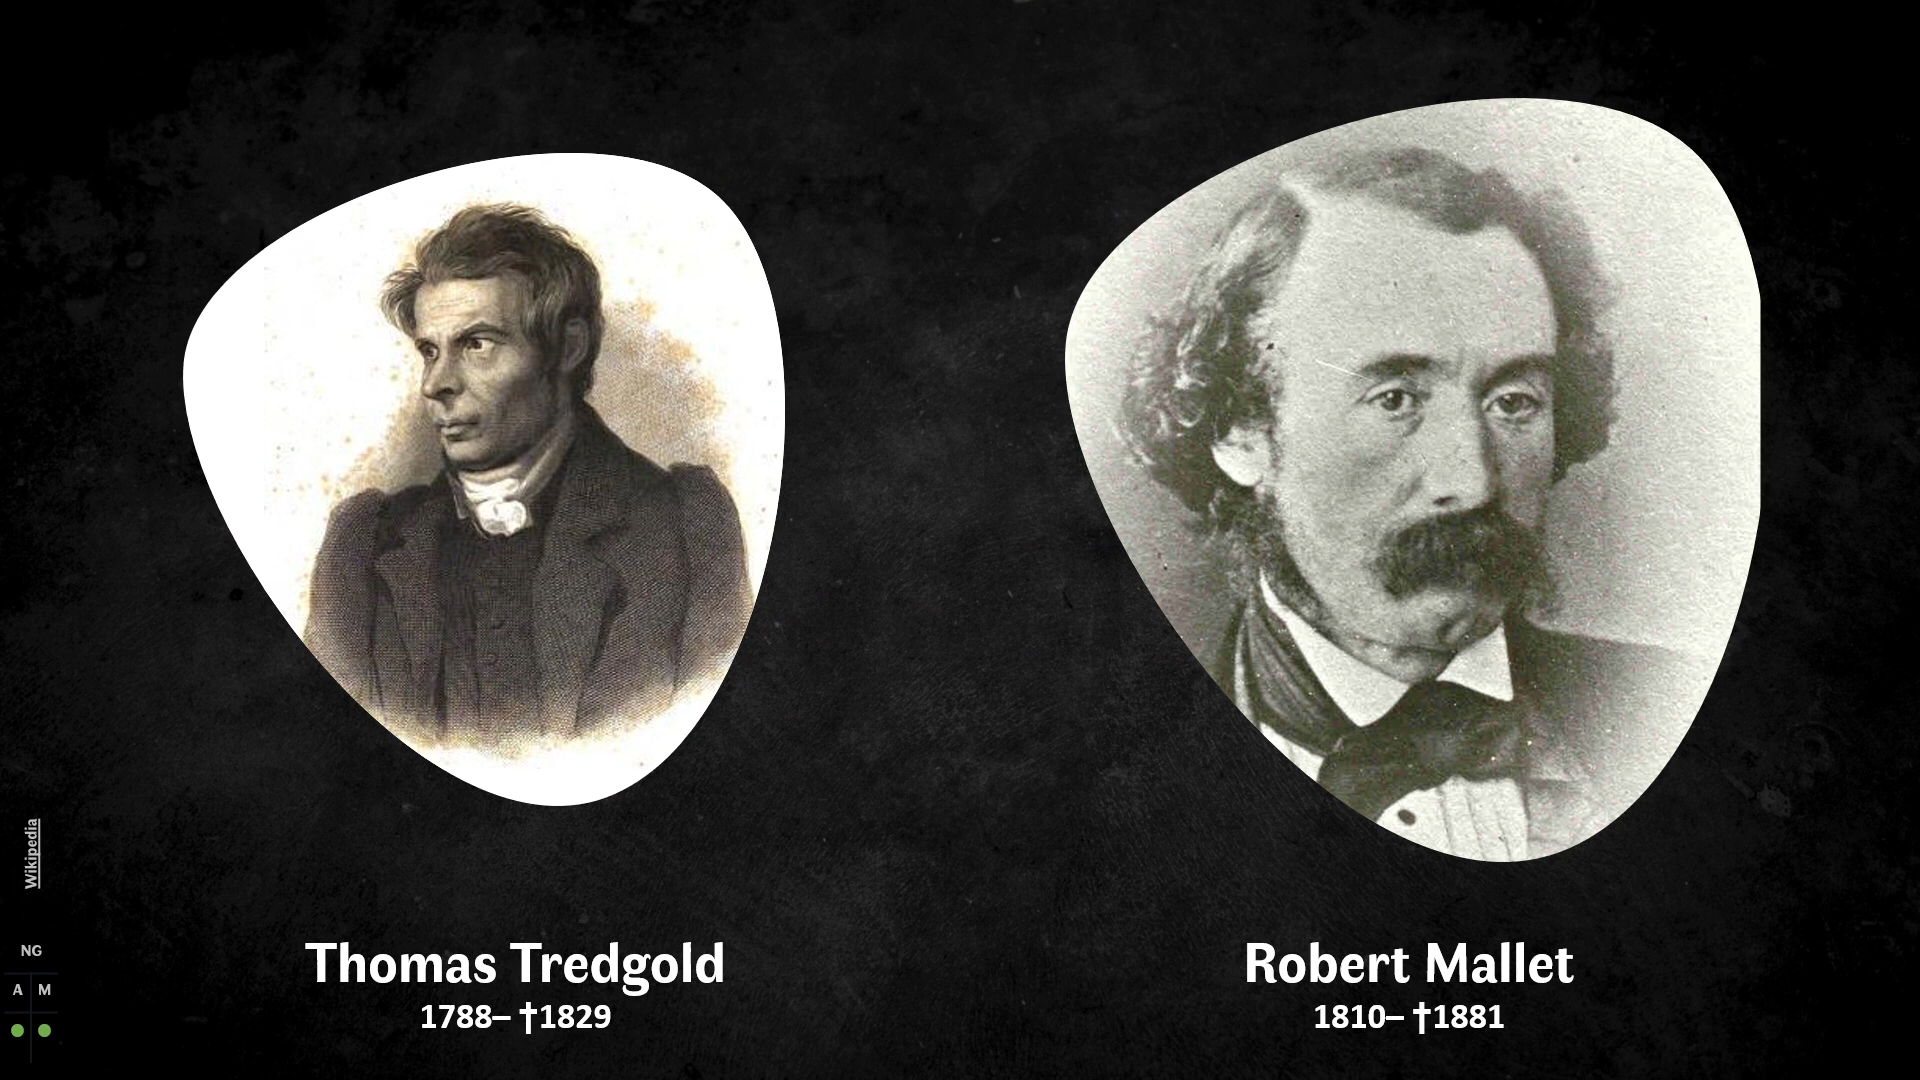 Thomas Tredgold
1788– †1829
Robert Mallet
1810– †1881
Wikipedia
NG
A M